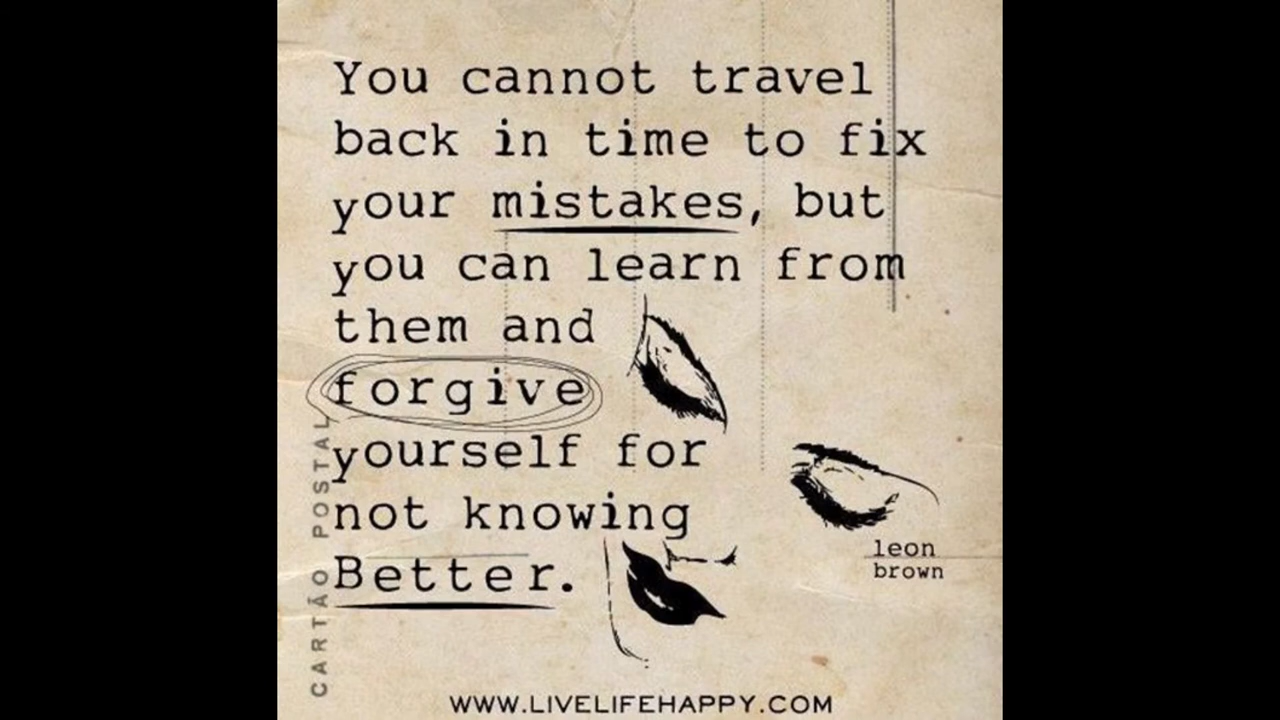 You cannot travel
back in time to fix
your mistakes, but
you can learn from
them and
forgive
yourself for
not knowing
Better.
leon
brown
CARTÃO POSTAL
WWW.LIVELIFEHAPPY.COM